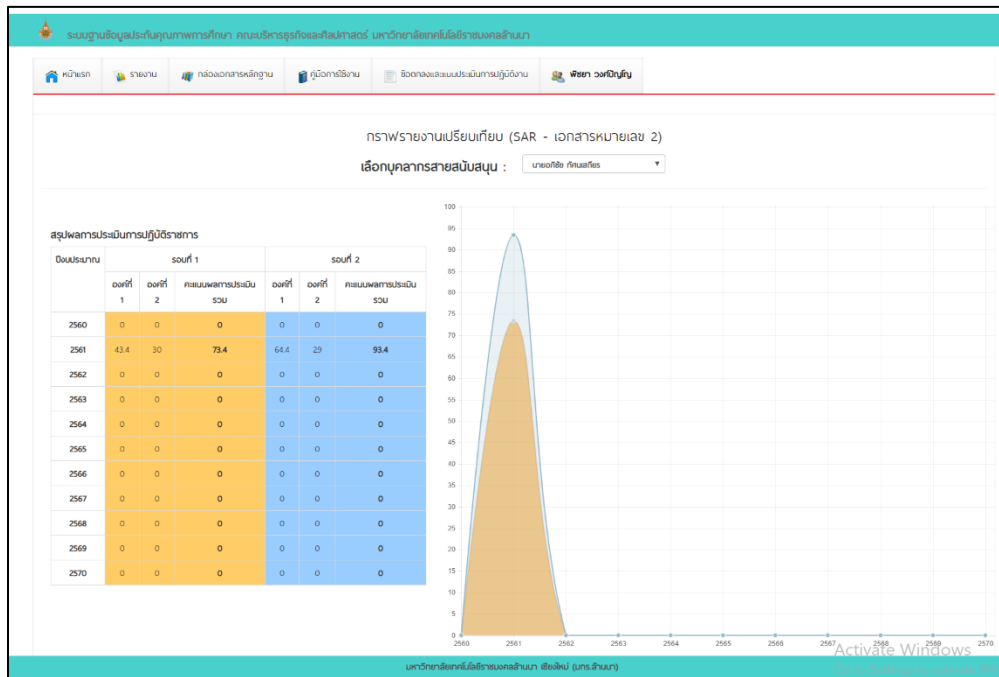 ระบบฐานข้อมูลประกันคุณภาพการศึกษา คณะบริหารธุรกิจและศิลปศาสตร์ มหาวิทยาลัยเทคโนโลยีราชมงคลล้านนา
หน้าแรก รายงาน กล่องเอกสารหลักฐาน คู่มือการใช้งาน ข้อตกลงและแบบประเมินการปฏิบัติงาน พิชยา วงศ์ปัญโญ
กราฟรายงานเปรียบเทียบ (SAR - เอกสารหมายเลข 2)
เลือกบุคลากรสายสนับสนุน : นายอภิชัย ทัศนเสถียร
สรุปผลการประเมินการปฏิบัติราชการ
ปีงบประมาณ รอบที่ 1 รอบที่ 2
องค์ที่ 1 องค์ที่ 2 คะแนนผลการประเมินรวม องค์ที่ 1 องค์ที่ 2 คะแนนผลการประเมินรวม
2560 0 0 0 0 0 0
2561 43.4 30 73.4 64.4 29 93.4
2562 0 0 0 0 0 0
2563 0 0 0 0 0 0
2564 0 0 0 0 0 0
2565 0 0 0 0 0 0
2566 0 0 0 0 0 0
2567 0 0 0 0 0 0
2568 0 0 0 0 0 0
2569 0 0 0 0 0 0
2570 0 0 0 0 0 0
100
95
90
85
80
75
70
65
60
55
50
45
40
35
30
25
20
15
10
5
0
2560 2561 2562 2563 2564 2565 2566 2567 2568 2569 2570
Activate Windows
มหาวิทยาลัยเทคโนโลยีราชมงคลล้านนา เชียงใหม่ (มทร.ล้านนา)